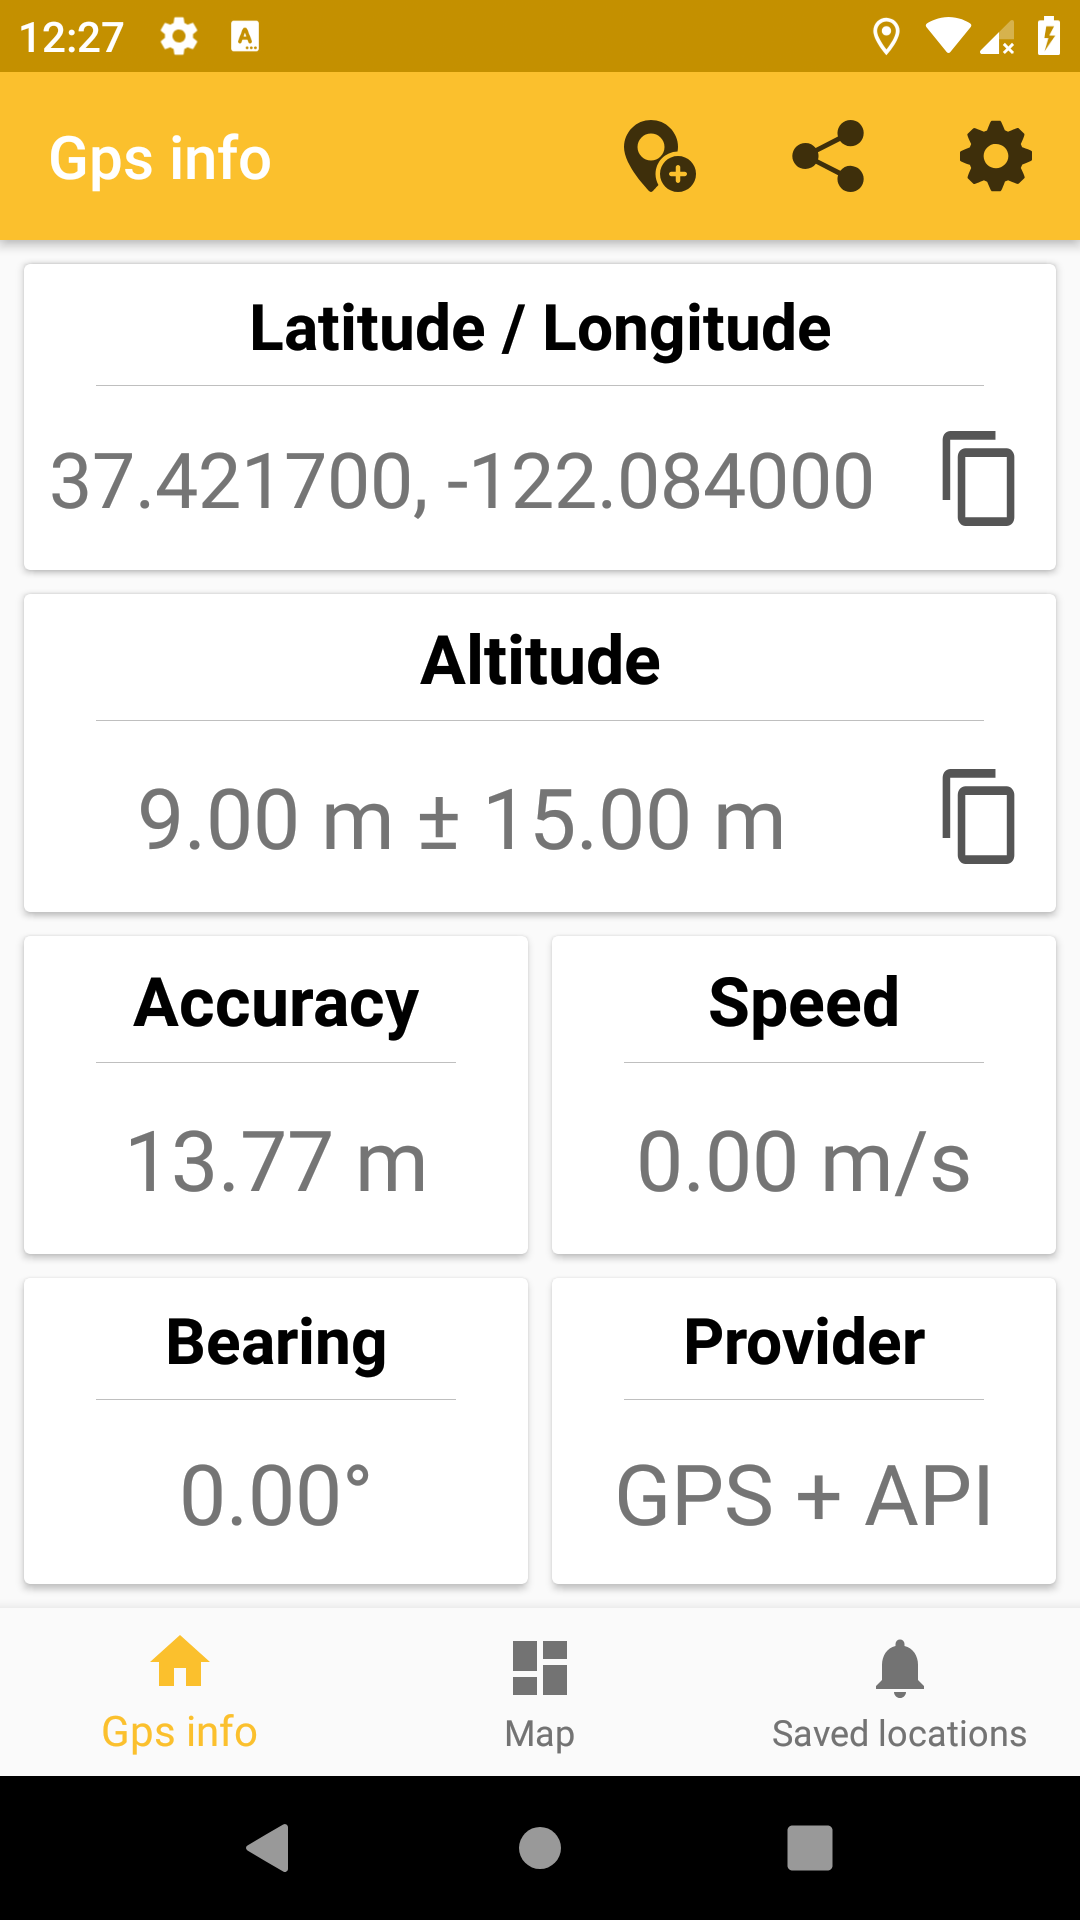 12:27
Gps info
Latitude / Longitude
37.421700, -122.084000
Altitude
9.00 m ± 15.00 m
Accuracy
Speed
13.77 m
0.00 m/s
Bearing
Provider
0.00°
GPS + API
Gps info
Map
Saved locations